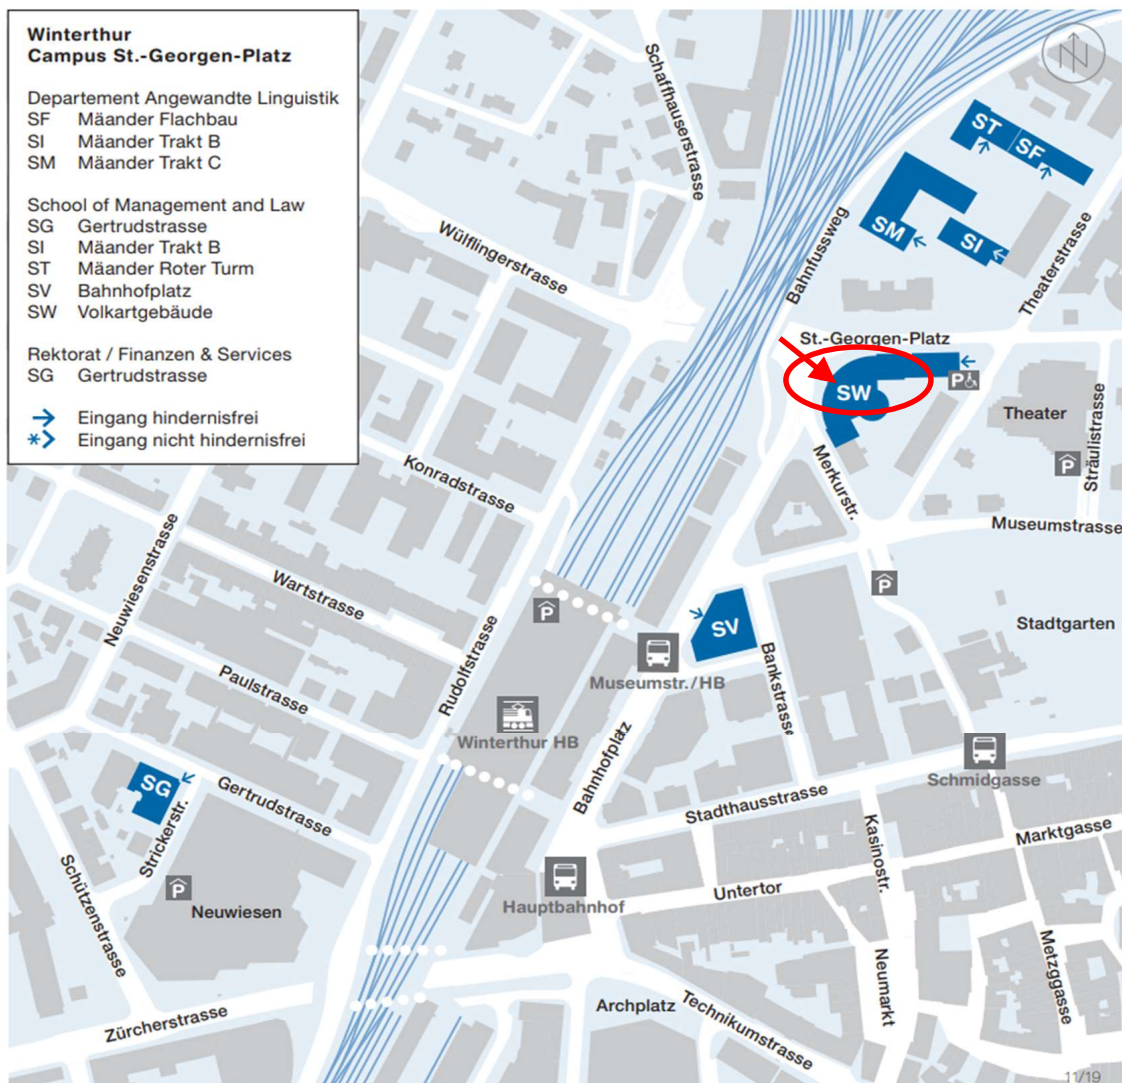 Winterthur
Campus St.-Georgen-Platz
Departement Angewandte Linguistik
SF Mäander Flachbau
SI Mäander Trakt B
SM Mäander Trakt C
School of Management and Law
SG Gertrudstrasse
SI Mäander Trakt B
ST Mäander Roter Turm
SV Bahnhofplatz
SW Volkartgebäude
Rektorat / Finanzen & Services
SG Gertrudstrasse
→ Eingang hindernisfrei
*> Eingang nicht hindernisfrei
N
Schaffhauserstrasse
ST
SF
SM
SI
Wülflingerstrasse
Bahnfussweg
Theaterstrasse
St.-Georgen-Platz
SW
P
Theater
P
Sträulistrasse
Konradstrasse
Merkurstr.
Museumstrasse
Neuwiesenstrasse
Wartstrasse
P
P
Rudolfstrasse
SV
Stadtgarten
Museumstr./HB
Bankstrasse
Paulstrasse
Winterthur HB
Bahnhofplatz
Schmidgasse
SG
Gertrudstrasse
Strickerstr.
Stadthausstrasse
Kasinostr.
Marktgasse
Schützenstrasse
P
Neuwiesen
Hauptbahnhof
Untertor
Neumarkt
Metzggasse
Zürcherstrasse
Archplatz
Technikumstrasse
11/19